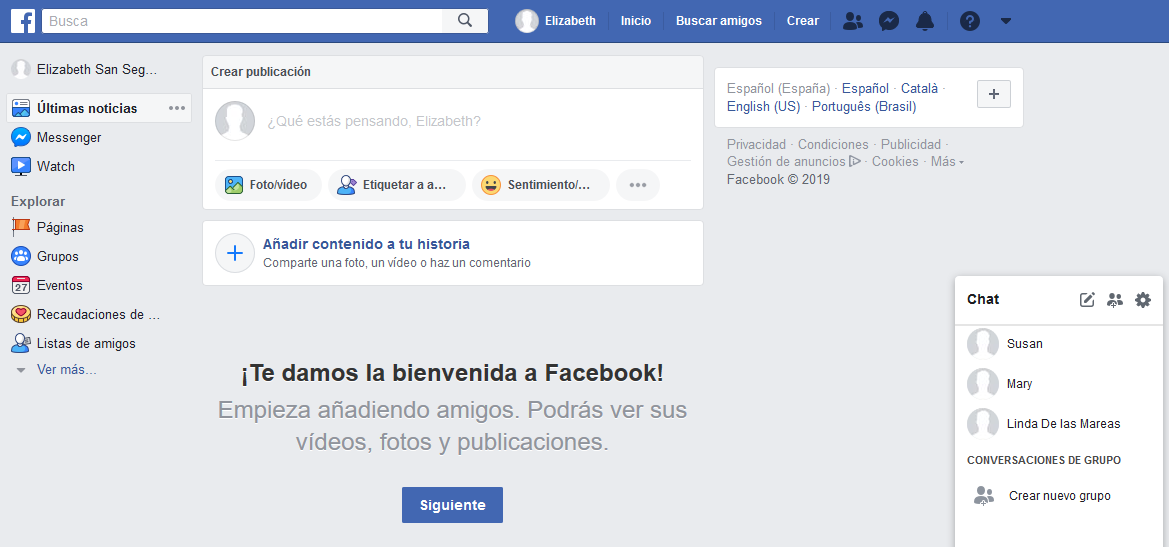 f Busca Elizabeth Inicio Buscar amigos Crear
Elizabeth San Seg...
Últimas noticias
Messenger
Watch
Explorar
Páginas
Grupos
27 Eventos
Recaudaciones de ...
Listas de amigos
Ver más...
Crear publicación
¿Qué estás pensando, Elizabeth?
Foto/vídeo Etiquetar a a... Sentimiento/...
Añadir contenido a tu historia
Comparte una foto, un vídeo o haz un comentario
¡Te damos la bienvenida a Facebook!
Empieza añadiendo amigos. Podrás ver sus
vídeos, fotos y publicaciones.
Siguiente
Español (España) · Español · Català ·
English (US) · Português (Brasil)
Privacidad · Condiciones · Publicidad ·
Gestión de anuncios · Cookies · Más
Facebook © 2019
Chat
Susan
Mary
Linda De las Mareas
CONVERSACIONES DE GRUPO
Crear nuevo grupo